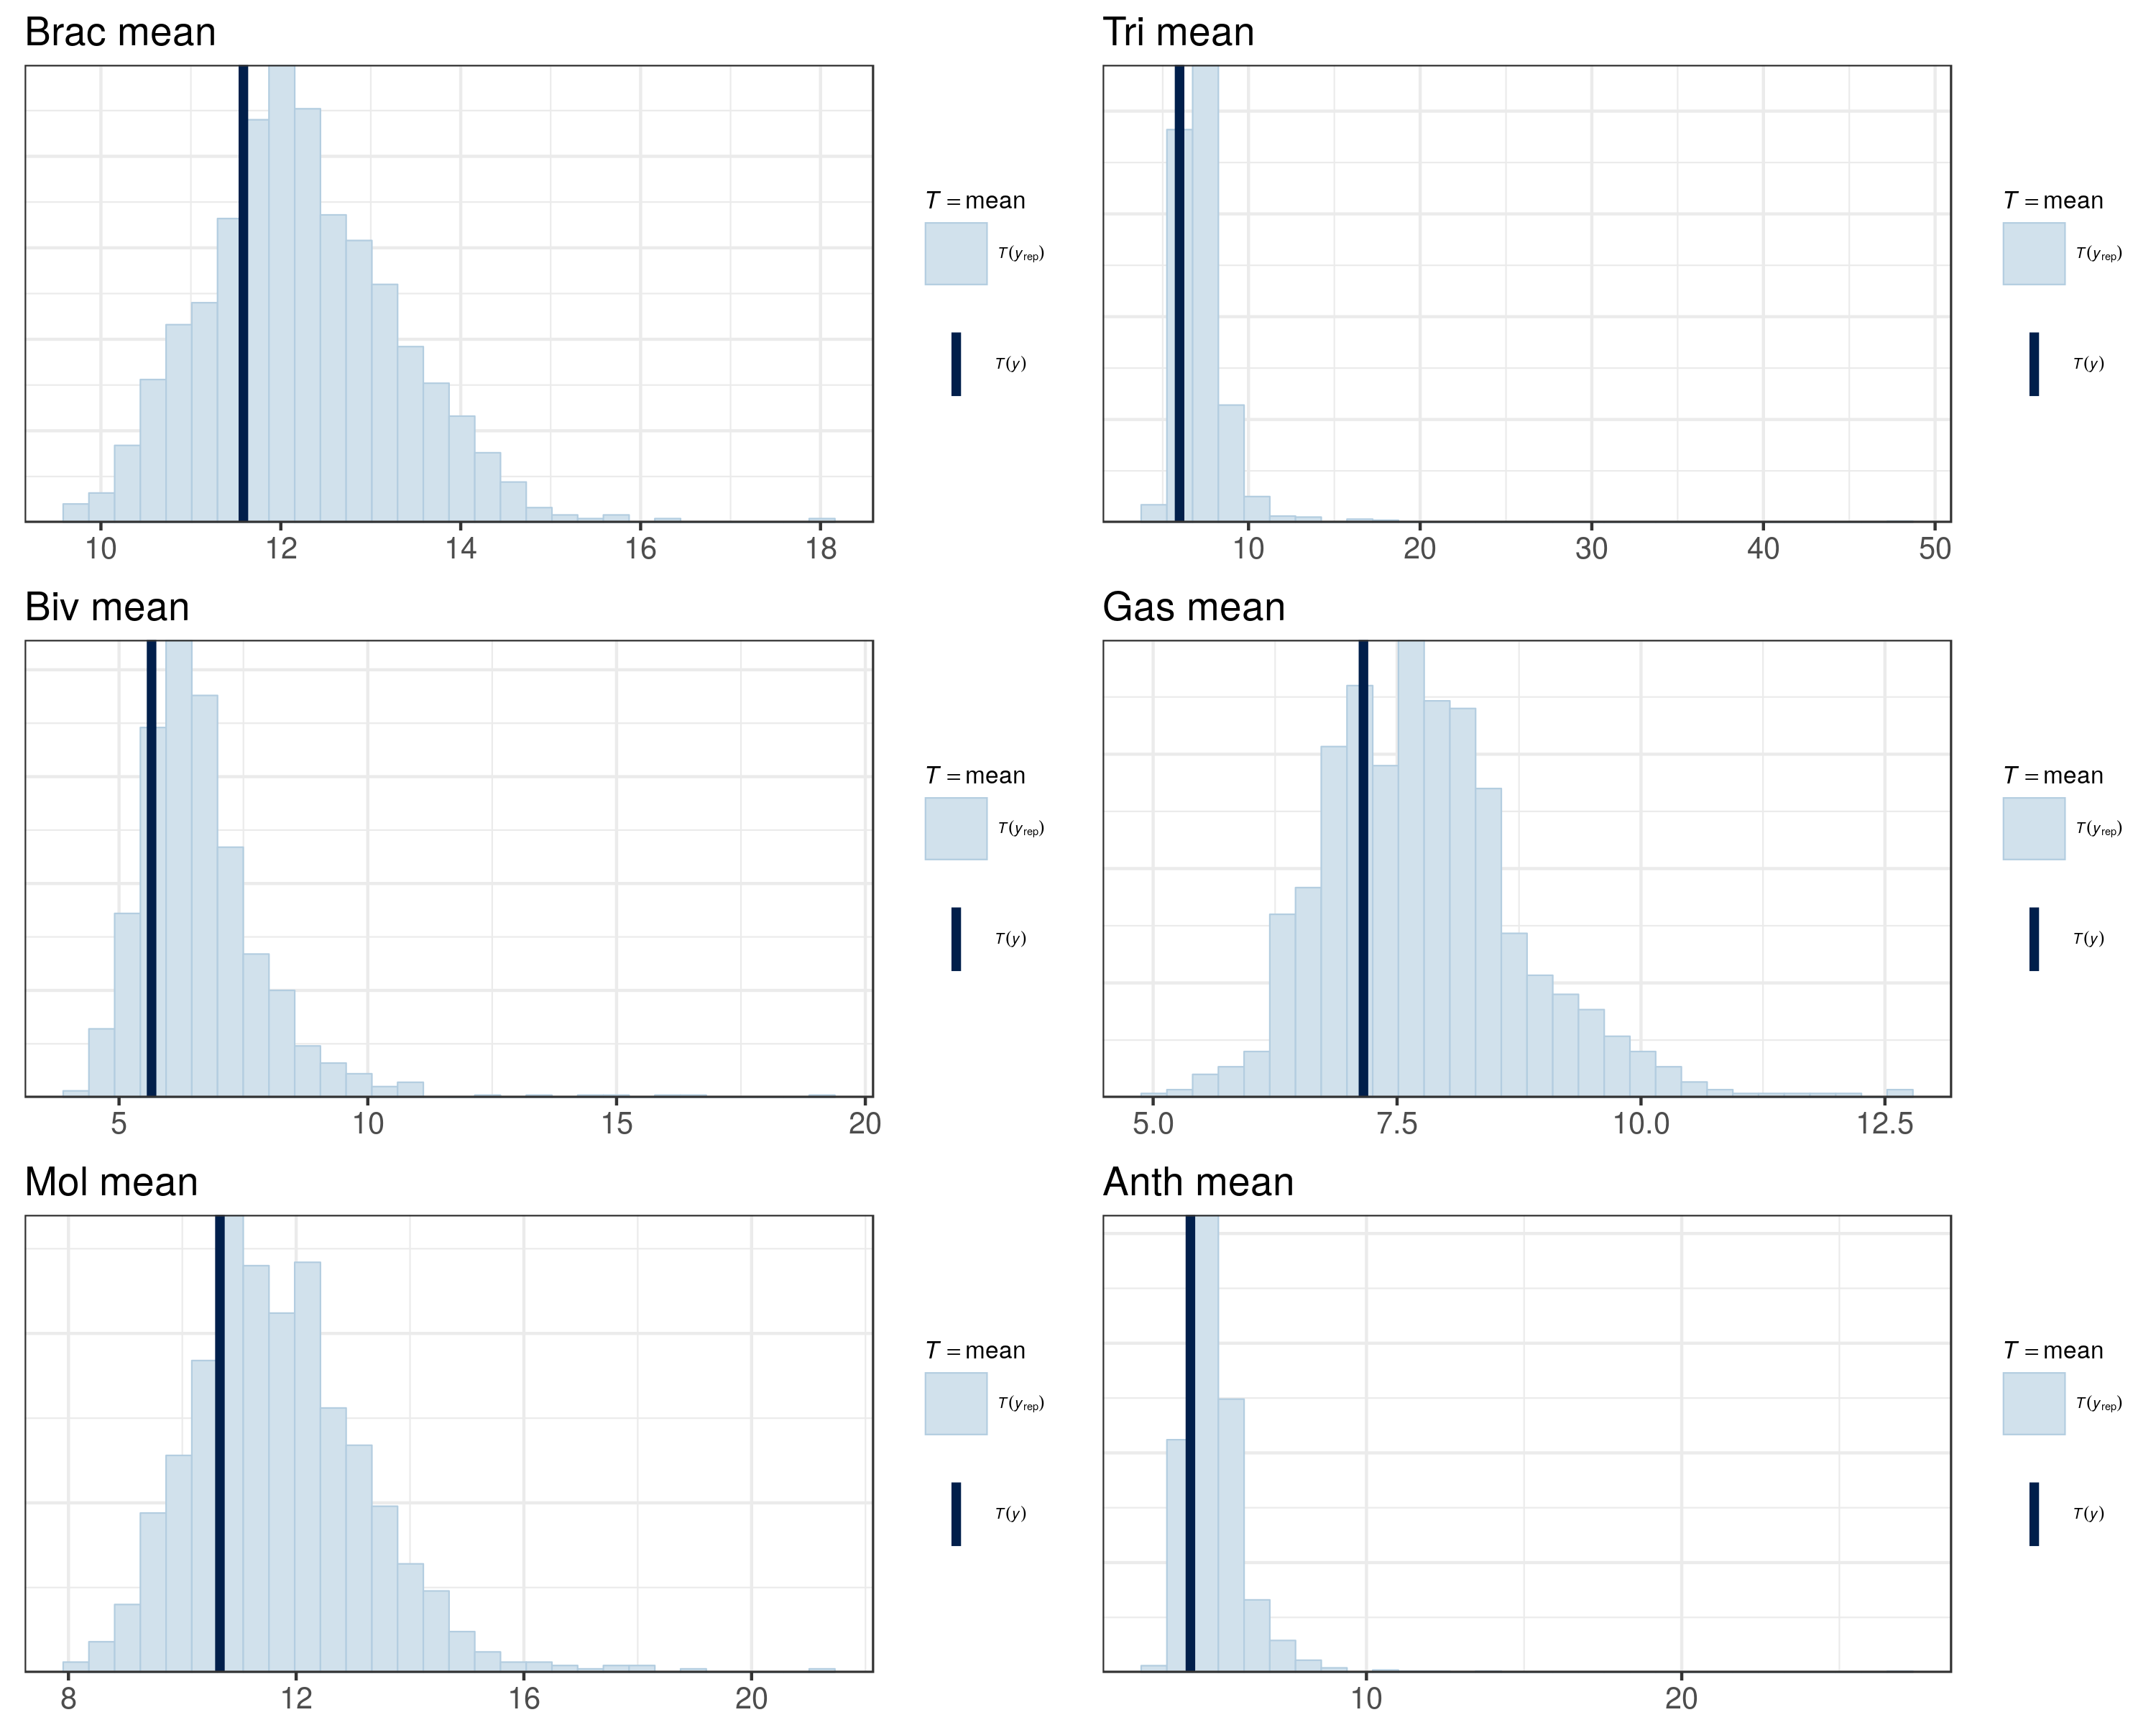 Brac mean
T = mean
T(yrep)
T(y)
10 12 14 16 18
Tri mean
T = mean
T(yrep)
T(y)
10 20 30 40 50
Biv mean
T = mean
T(yrep)
T(y)
5 10 15 20
Gas mean
T = mean
T(yrep)
T(y)
5.0 7.5 10.0 12.5
Mol mean
T = mean
T(yrep)
T(y)
8 12 16 20
Anth mean
T = mean
T(yrep)
T(y)
10 20